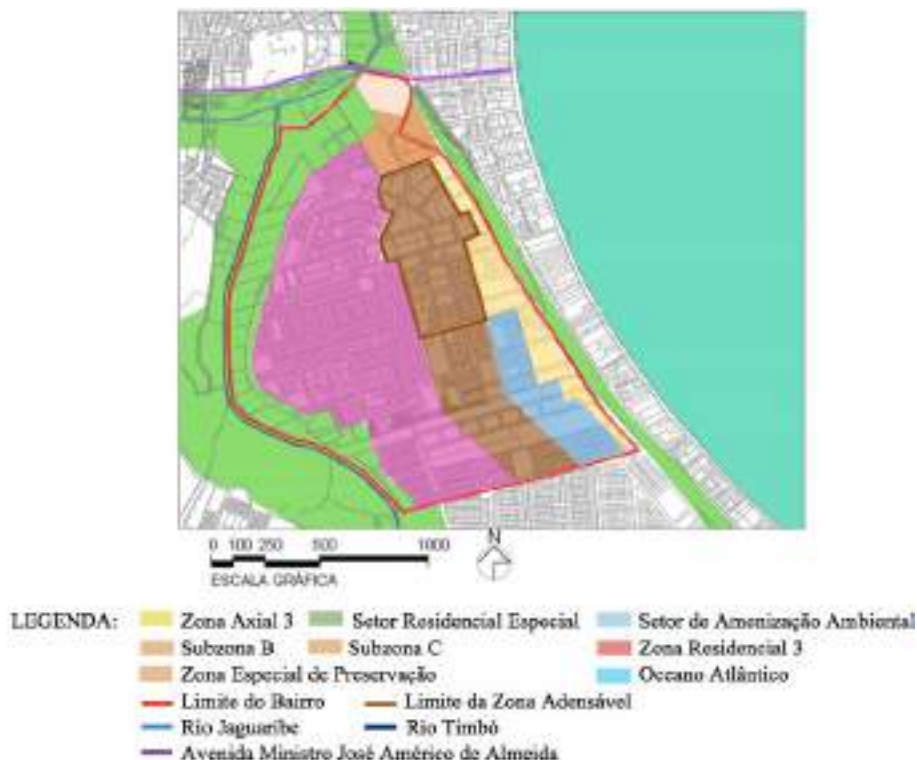 N
0 100 250 500 1000
ESCALA GRÁFICA
LEGENDA: Zona Axial 3 Setor Residencial Especial Setor de Amenização Ambiental
Subzona B Subzona C Zona Residencial 3
Zona Especial de Preservação Oceano Atlântico
Limite do Bairro Limite da Zona Adensável
Rio Jaguaribe Rio Timbó
Avenida Ministro José Américo de Almeida